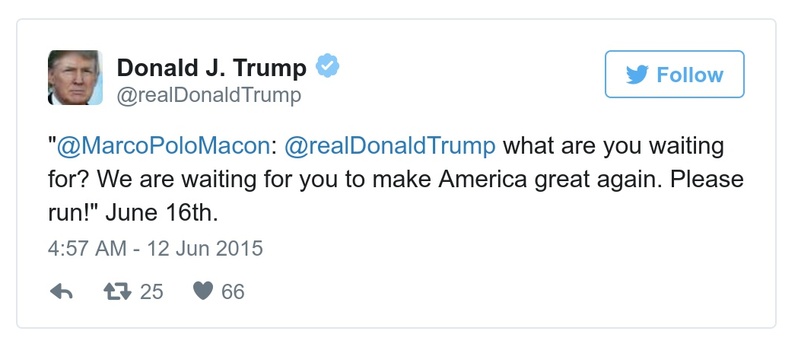 Donald J. Trump
@realDonaldTrump
Follow
"@MarcoPoloMacon: @realDonaldTrump what are you waiting
for? We are waiting for you to make America great again. Please
run!" June 16th.
4:57 AM - 12 Jun 2015
25 66